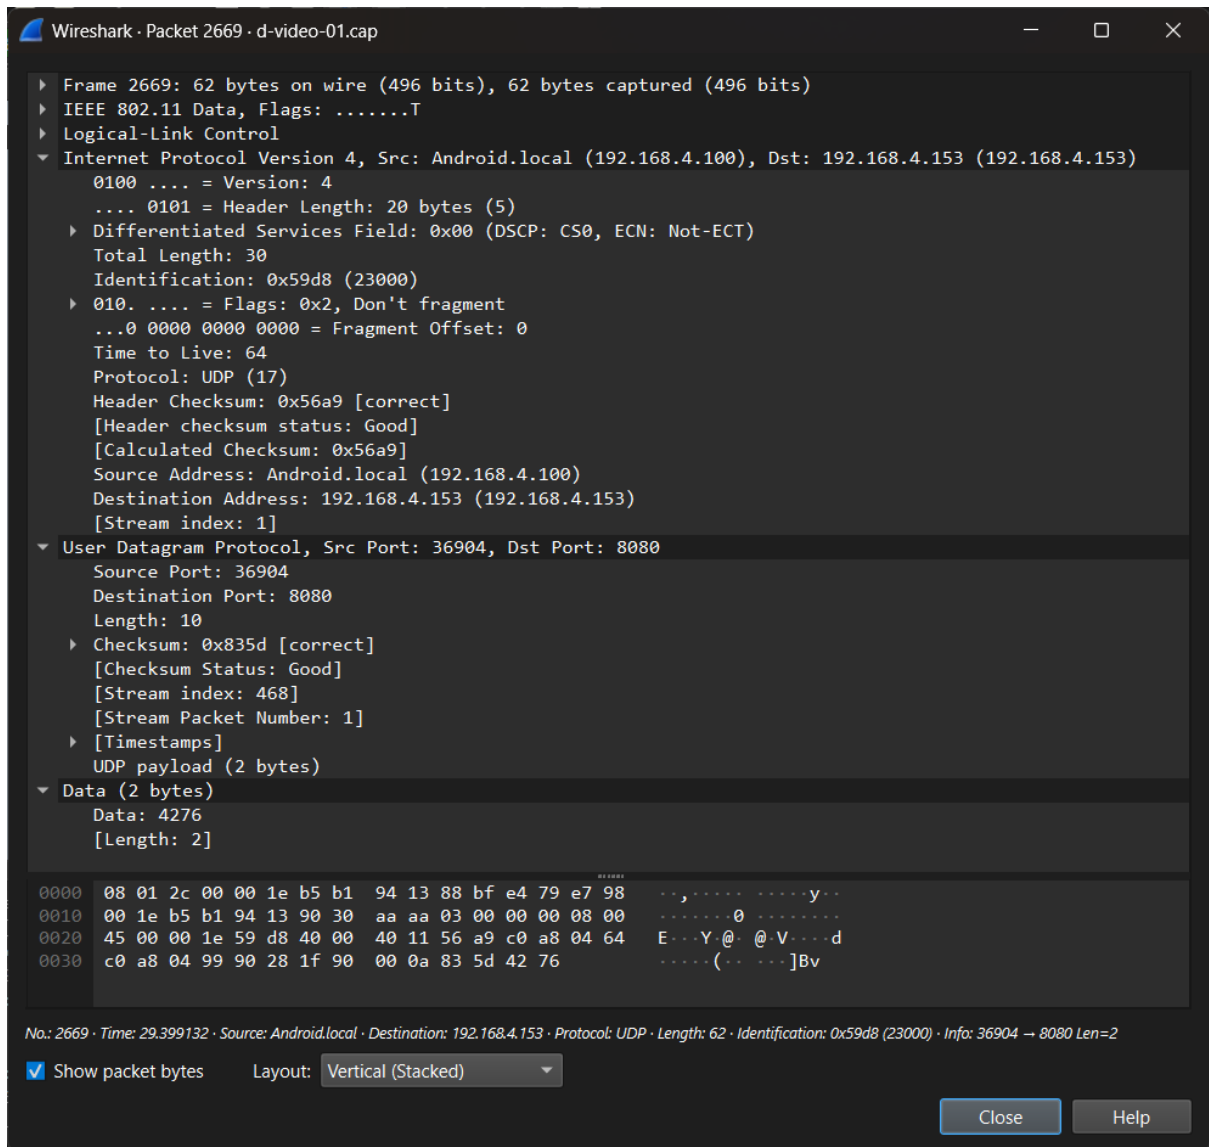 Wireshark · Packet 2669 · d-video-01.cap
Frame 2669: 62 bytes on wire (496 bits), 62 bytes captured (496 bits)
IEEE 802.11 Data, Flags: .......T
Logical-Link Control
Internet Protocol Version 4, Src: Android.local (192.168.4.100), Dst: 192.168.4.153 (192.168.4.153)
0100 .... = Version: 4
.... 0101 = Header Length: 20 bytes (5)
Differentiated Services Field: 0x00 (DSCP: CS0, ECN: Not-ECT)
Total Length: 30
Identification: 0x59d8 (23000)
010. .... = Flags: 0x2, Don't fragment
...0 0000 0000 0000 = Fragment Offset: 0
Time to Live: 64
Protocol: UDP (17)
Header Checksum: 0x56a9 [correct]
[Header checksum status: Good]
[Calculated Checksum: 0x56a9]
Source Address: Android.local (192.168.4.100)
Destination Address: 192.168.4.153 (192.168.4.153)
[Stream index: 1]
User Datagram Protocol, Src Port: 36904, Dst Port: 8080
Source Port: 36904
Destination Port: 8080
Length: 10
Checksum: 0x835d [correct]
[Checksum Status: Good]
[Stream index: 468]
[Stream Packet Number: 1]
[Timestamps]
UDP payload (2 bytes)
Data (2 bytes)
Data: 4276
[Length: 2]
0000 08 01 2c 00 00 1e b5 b1 94 13 88 bf e4 79 e7 98 ··,····· ·····y··
0010 00 1e b5 b1 94 13 90 30 aa aa 03 00 00 00 08 00 ·······0 ········
0020 45 00 00 1e 59 d8 40 00 40 11 56 a9 c0 a8 04 64 E···Y·@· @·V····d
0030 c0 a8 04 99 90 28 1f 90 00 0a 83 5d 42 76 ·····(·· ···]Bv
No.: 2669 · Time: 29.399132 · Source: Android.local · Destination: 192.168.4.153 · Protocol: UDP · Length: 62 · Identification: 0x59d8 (23000) · Info: 36904 → 8080 Len=2
Show packet bytes Layout: Vertical (Stacked)
Close Help